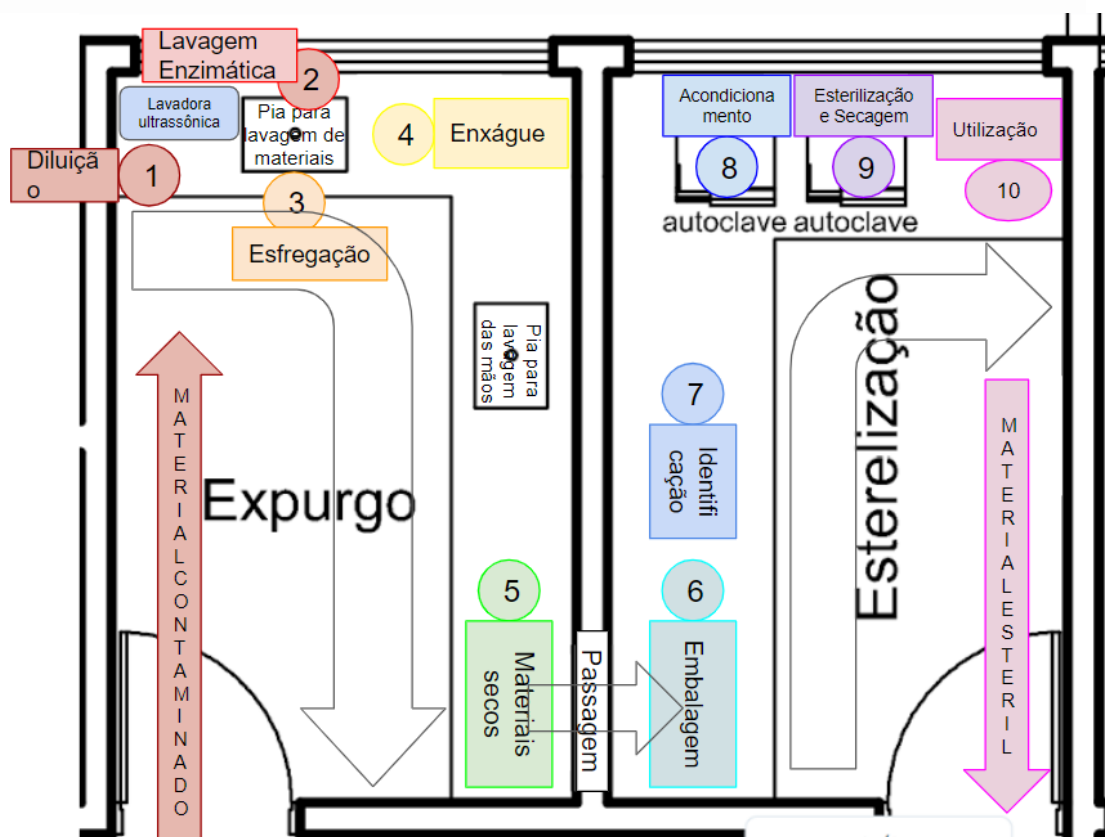 Lavagem
Enzimática
2
Lavadora
ultrassônica
Pia para
lavagem de
materiais
4
Enxágue
Diluiçã
o
1
3
Esfregação
Pia para
lavagem
das mãos
MATERIALCONTAMINADO
Expurgo
5
Materiais
secos
Passagem
Acondiciona
mento
8
autoclave
Esterilização
e Secagem
9
autoclave
Utilização
10
7
Identifi
cação
6
Embalagem
Esterelização
MATERIALESTERIL